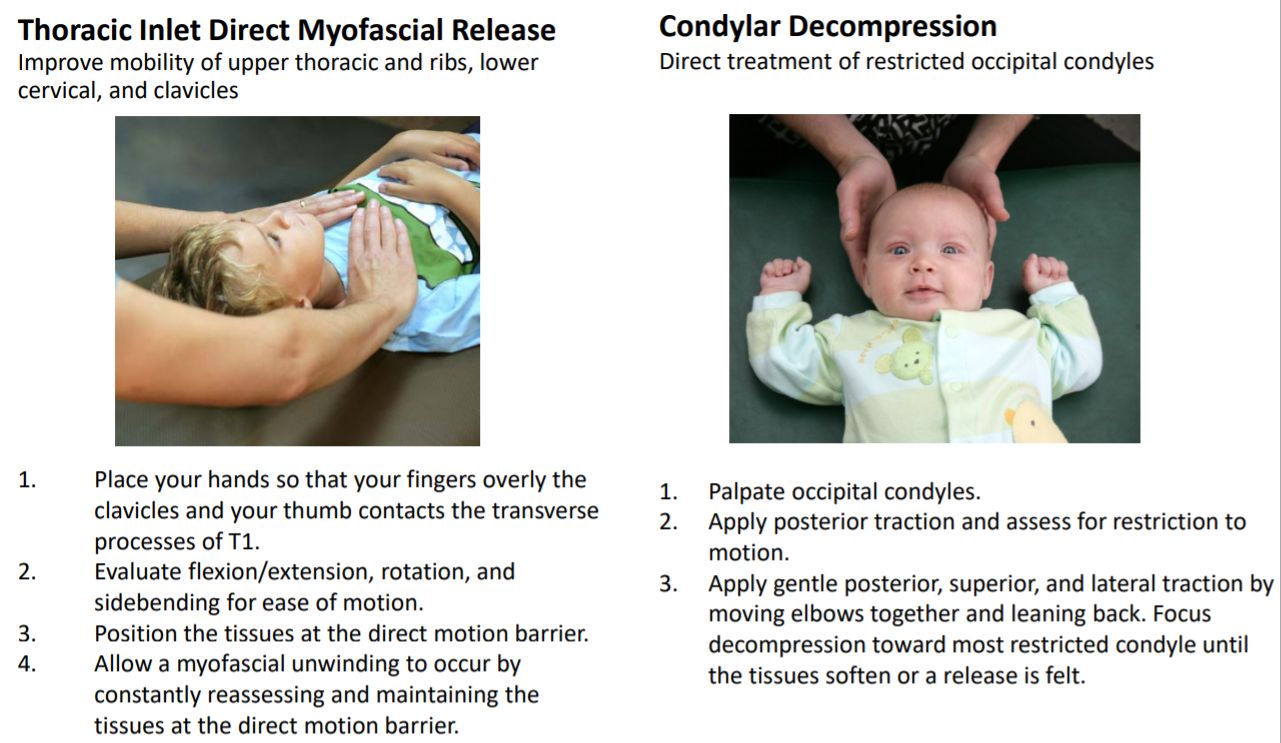 Thoracic Inlet Direct Myofascial Release
Improve mobility of upper thoracic and ribs, lower
cervical, and clavicles
1. Place your hands so that your fingers overly the
clavicles and your thumb contacts the transverse
processes of T1.
2. Evaluate flexion/extension, rotation, and
sidebending for ease of motion.
3. Position the tissues at the direct motion barrier.
4. Allow a myofascial unwinding to occur by
constantly reassessing and maintaining the
tissues at the direct motion barrier.
Condylar Decompression
Direct treatment of restricted occipital condyles
1. Palpate occipital condyles.
2. Apply posterior traction and assess for restriction to
motion.
3. Apply gentle posterior, superior, and lateral traction by
moving elbows together and leaning back. Focus
decompression toward most restricted condyle until
the tissues soften or a release is felt.